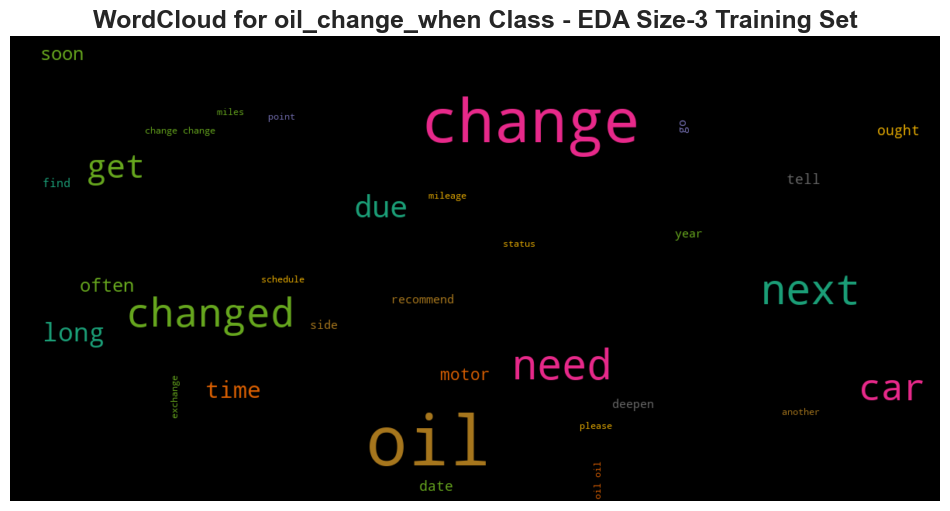 WordCloud for oil_change_when Class - EDA Size-3 Training Set
soon
change
miles
point
go
change change
ought
get
find
tell
due
mileage
year
status
often
schedule
next
recommend
changed
side
long
need
motor
time
car
exchange
deepen
another
please
oil
date
oil oil